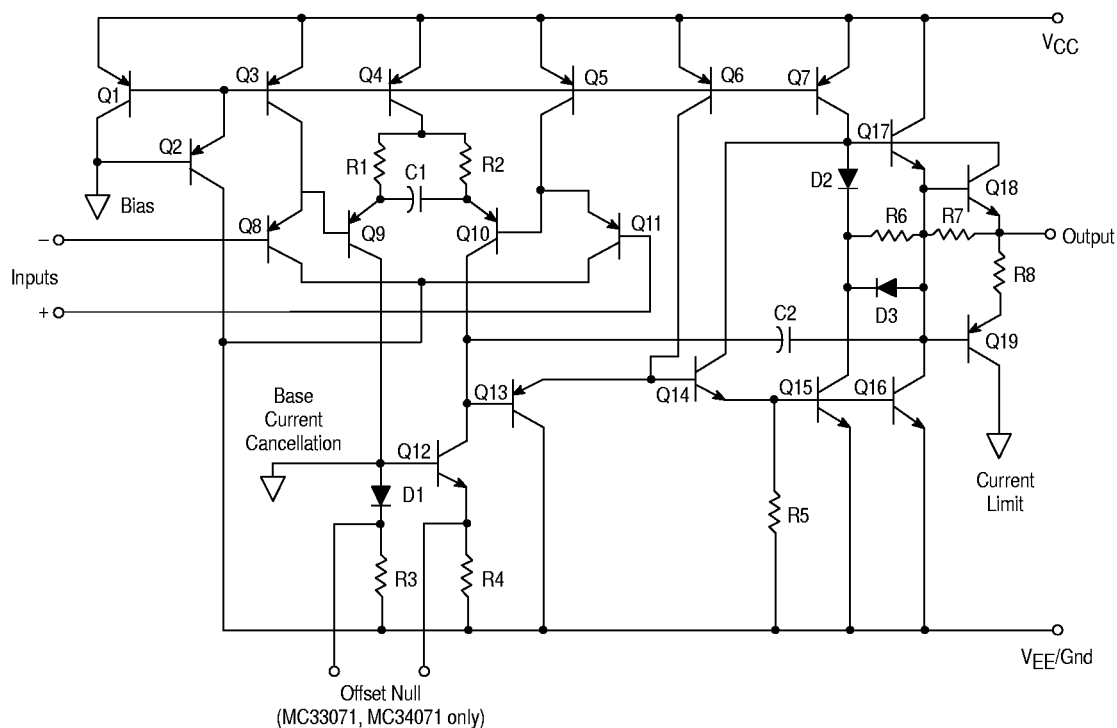 VCC
Q1
Q3
Q4
Q5
Q6
Q7
Q2
Q17
Bias
R1
C1
R2
D2
Q18
Q8
Q9
Q10
Q11
R6
R7
Output
–
Inputs
+
D3
R8
C2
Q19
Base
Current
Cancellation
Q13
Q14
Q15
Q16
Q12
D1
Current
Limit
R5
R3
R4
VEE/Gnd
Offset Null
(MC33071, MC34071 only)